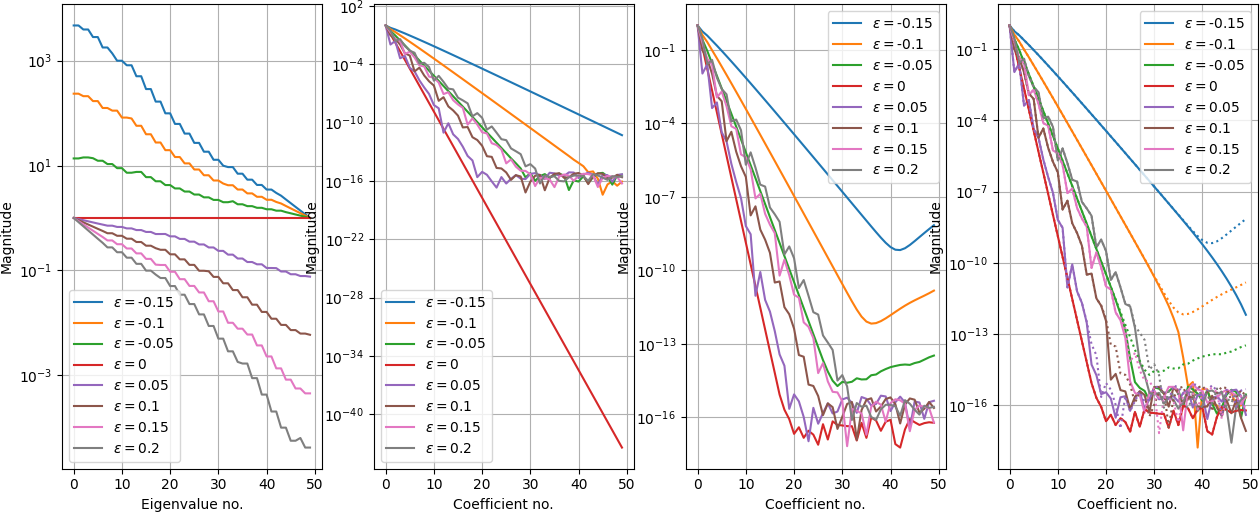 10³
10¹
10⁻¹
10⁻³
Magnitude
0 10 20 30 40 50
Eigenvalue no.
ε = -0.15
ε = -0.1
ε = -0.05
ε = 0
ε = 0.05
ε = 0.1
ε = 0.15
ε = 0.2
10²
10⁻⁴
10⁻¹⁰
10⁻¹⁶
10⁻²²
10⁻²⁸
10⁻³⁴
10⁻⁴⁰
Magnitude
0 10 20 30 40 50
Coefficient no.
ε = -0.15
ε = -0.1
ε = -0.05
ε = 0
ε = 0.05
ε = 0.1
ε = 0.15
ε = 0.2
10⁻¹
10⁻⁴
10⁻⁷
10⁻¹⁰
10⁻¹³
10⁻¹⁶
Magnitude
0 10 20 30 40 50
Coefficient no.
ε = -0.15
ε = -0.1
ε = -0.05
ε = 0
ε = 0.05
ε = 0.1
ε = 0.15
ε = 0.2
10⁻¹
10⁻⁴
10⁻⁷
10⁻¹⁰
10⁻¹³
10⁻¹⁶
Magnitude
0 10 20 30 40 50
Coefficient no.
ε = -0.15
ε = -0.1
ε = -0.05
ε = 0
ε = 0.05
ε = 0.1
ε = 0.15
ε = 0.2